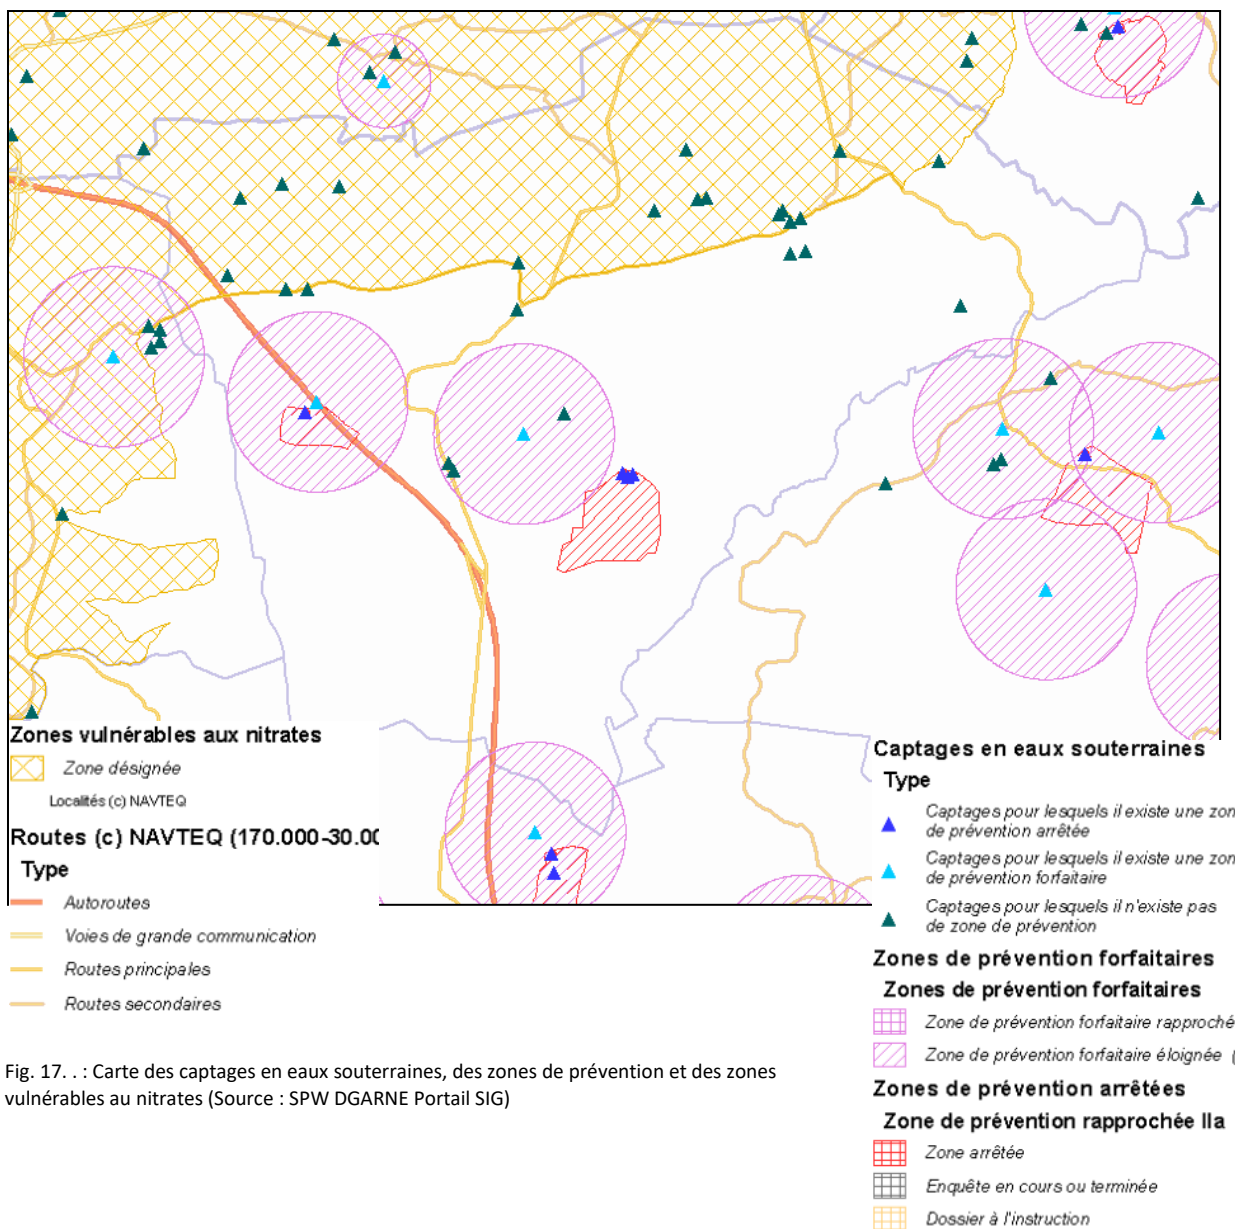 Zones vulnérables aux nitrates
Zone désignée
Localités (c) NAVTEQ
Routes (c) NAVTEQ (170.000-30.00
Type
Autoroutes
Voies de grande communication
Routes principales
Routes secondaires
Fig. 17. . : Carte des captages en eaux souterraines, des zones de prévention et des zones
vulnérables au nitrates (Source : SPW DGARNE Portail SIG)
Captages en eaux souterraines
Type
Captages pour lesquels il existe une zon
de prévention arrêtée
Captages pour lesquels il existe une zon
de prévention forfaitaire
Captages pour lesquels il n'existe pas
de zone de prévention
Zones de prévention forfaitaires
Zones de prévention forfaitaires
Zone de prévention forfaitaire rapproché
Zone de prévention forfaitaire éloignée (
Zones de prévention arrêtées
Zone de prévention rapprochée IIa
Zone arrêtée
Enquête en cours ou terminée
Dossier à l'instruction